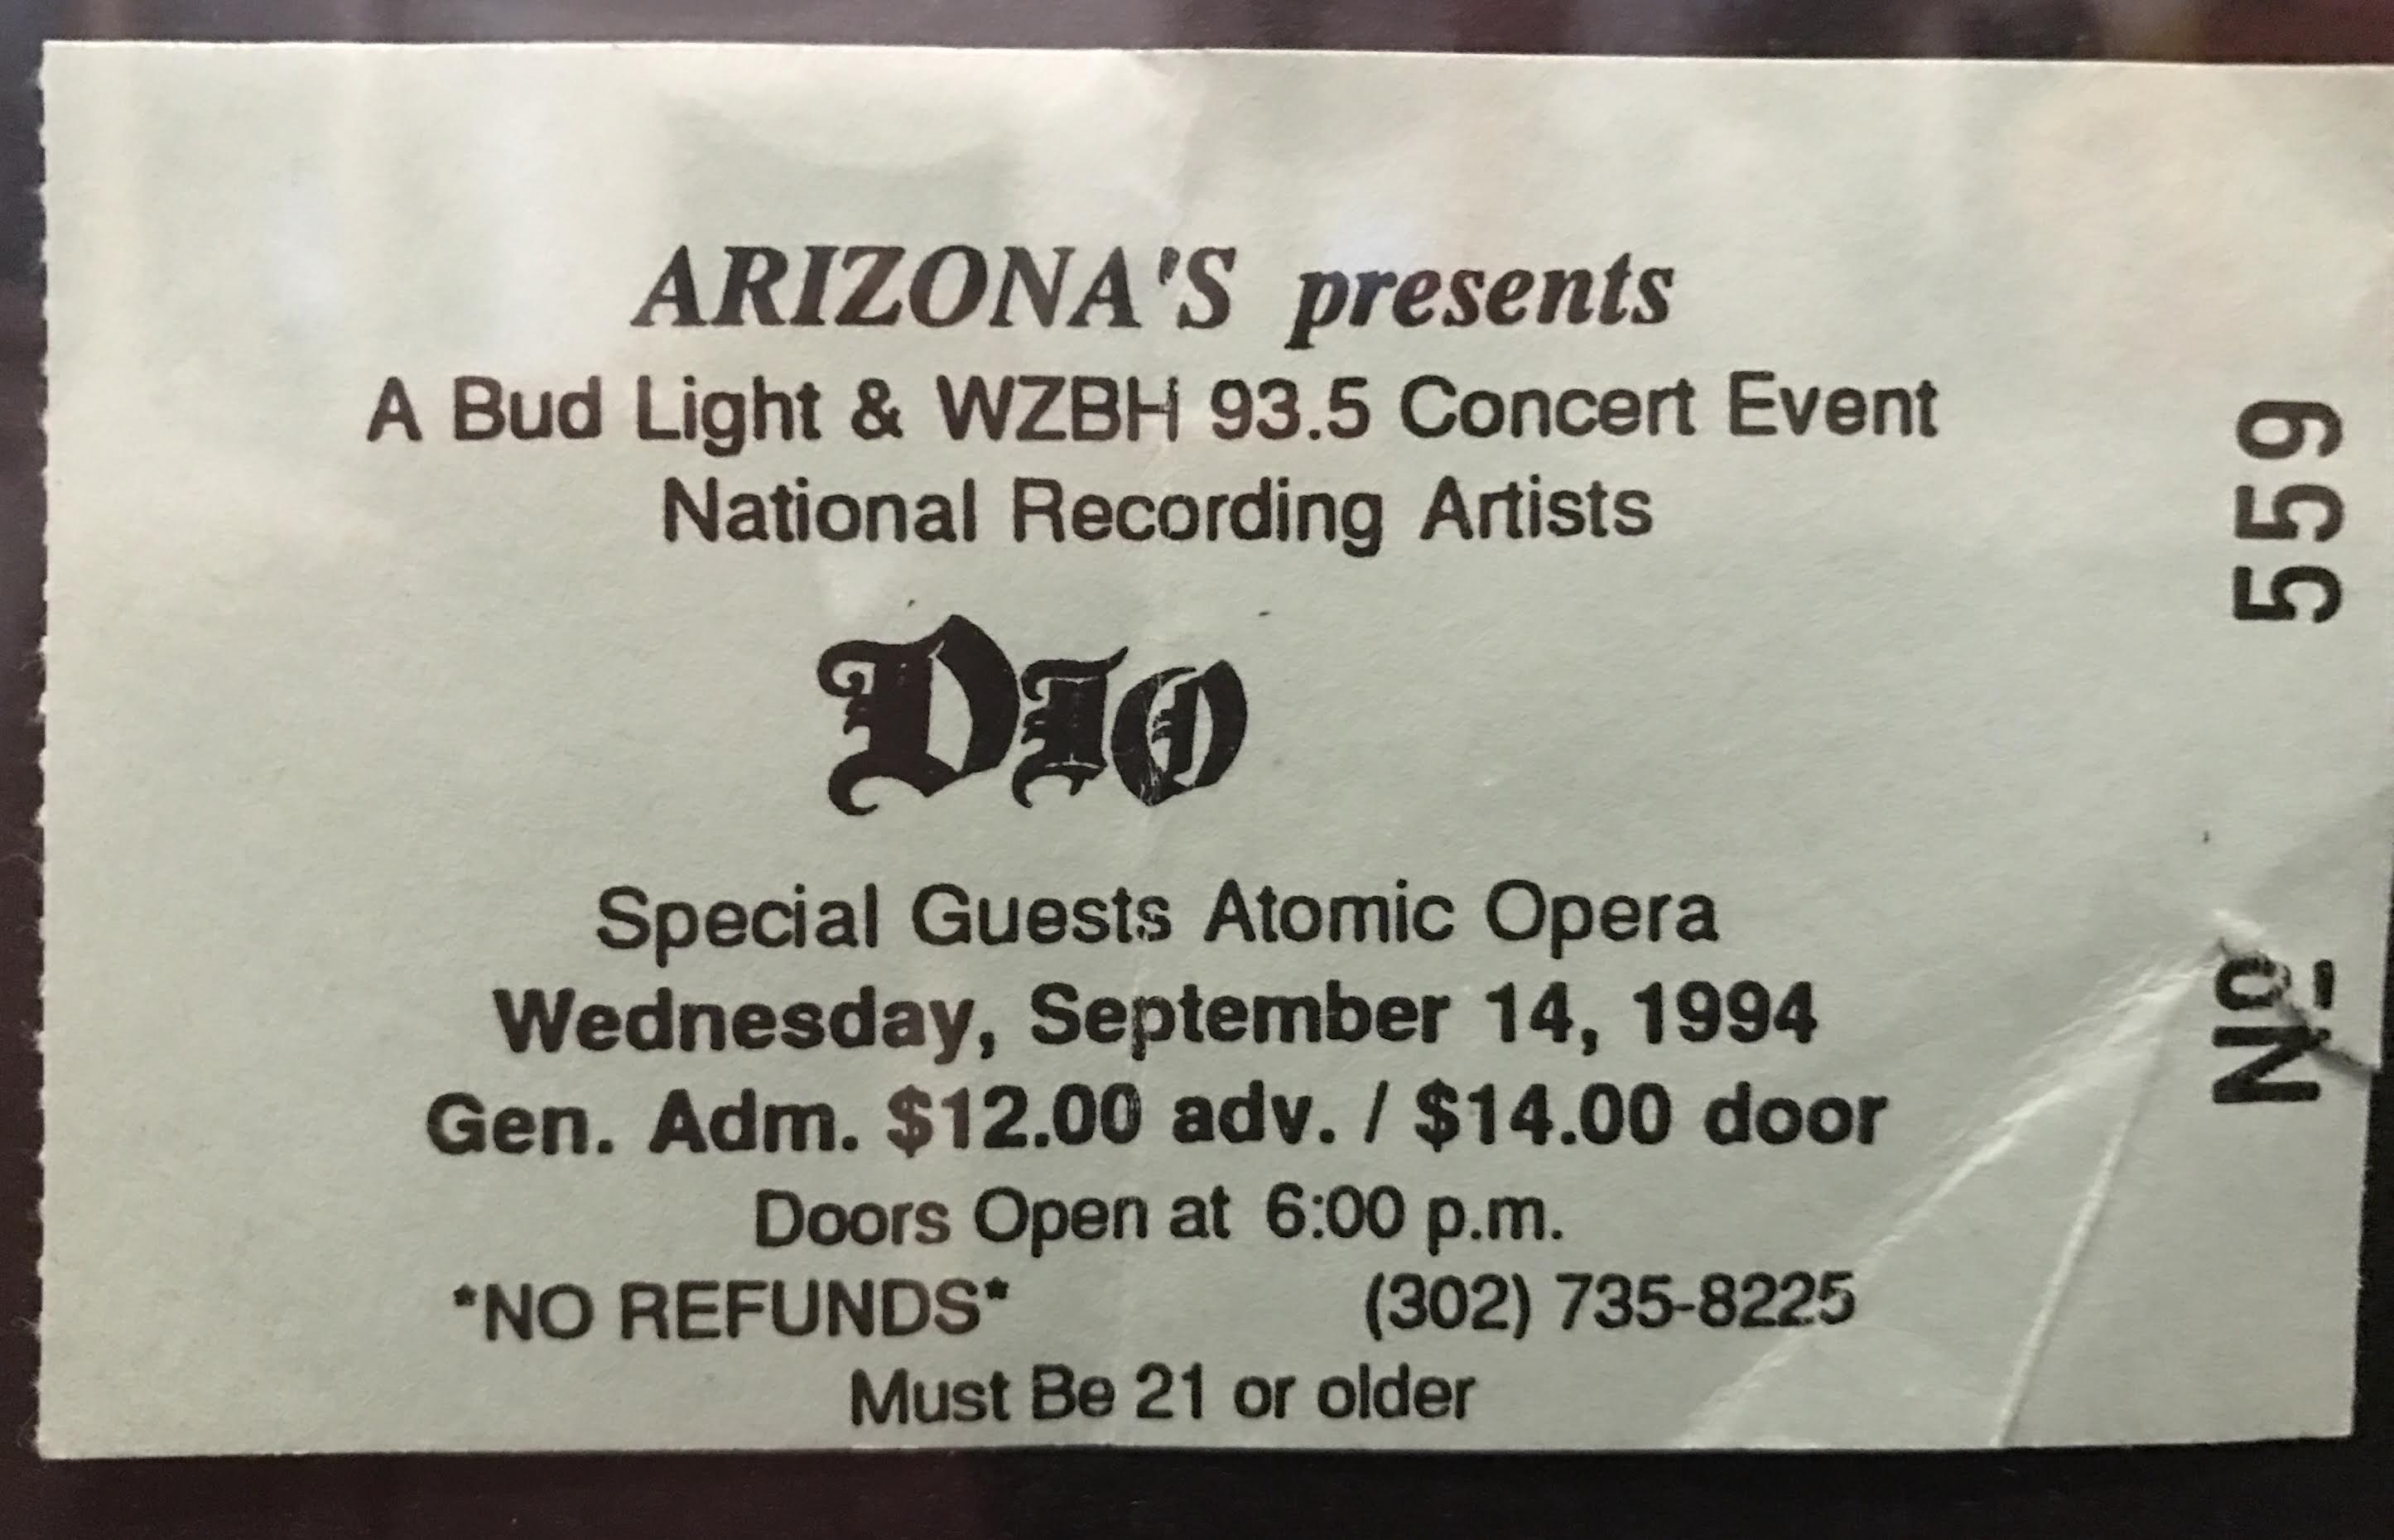 ARIZONA'S presents
A Bud Light & WZBH 93.5 Concert Event
National Recording Artists
DIO
Special Guests Atomic Opera
Wednesday, September 14, 1994
Gen. Adm. $12.00 adv. / $14.00 door
Doors Open at 6:00 p.m.
*NO REFUNDS* (302) 735-8225
Must Be 21 or older
Nº 559